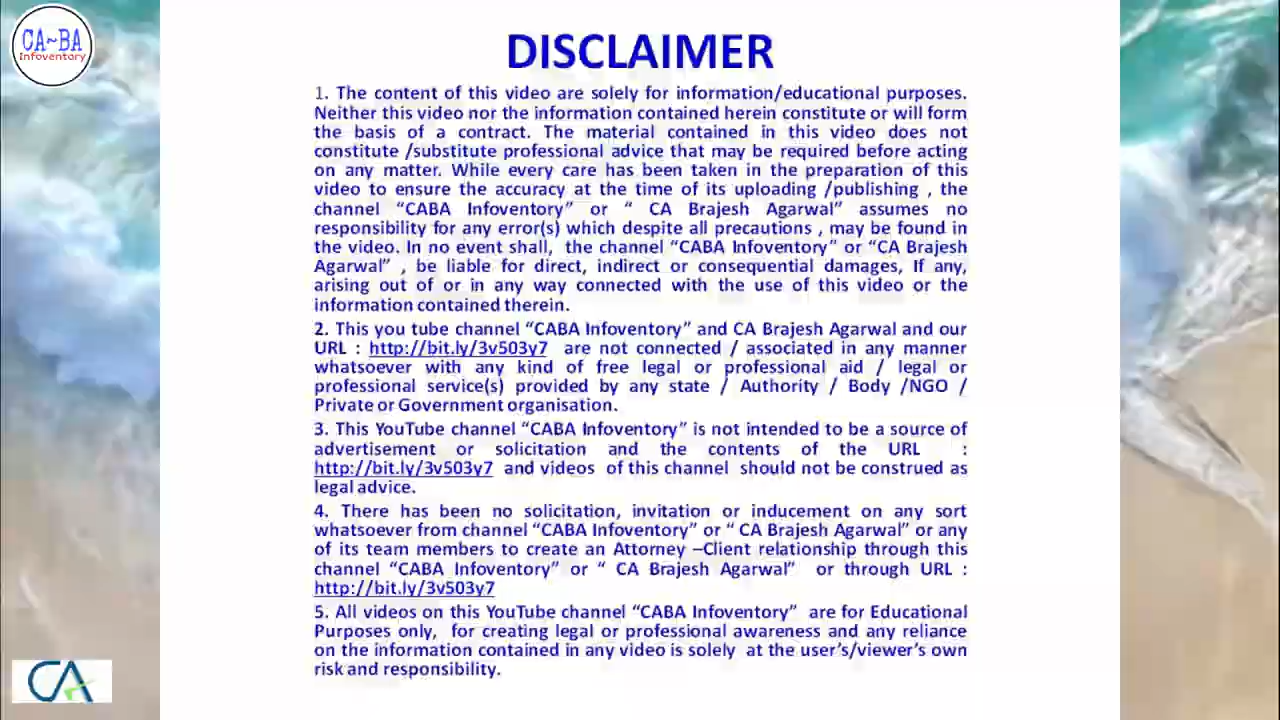 CA~BA
Infoventory
DISCLAIMER
1. The content of this video are solely for information/educational purposes.
Neither this video nor the information contained herein constitute or will form
the basis of a contract. The material contained in this video does not
constitute /substitute professional advice that may be required before acting
on any matter. While every care has been taken in the preparation of this
video to ensure the accuracy at the time of its uploading /publishing , the
channel “CABA Infoventory” or “ CA Brajesh Agarwal” assumes no
responsibility for any error(s) which despite all precautions , may be found in
the video. In no event shall, the channel “CABA Infoventory” or “CA Brajesh
Agarwal” , be liable for direct, indirect or consequential damages, If any,
arising out of or in any way connected with the use of this video or the
information contained therein.
2. This you tube channel “CABA Infoventory” and CA Brajesh Agarwal and our
URL : http://bit.ly/3v503y7 are not connected / associated in any manner
whatsoever with any kind of free legal or professional aid / legal or
professional service(s) provided by any state / Authority / Body /NGO /
Private or Government organisation.
3. This YouTube channel “CABA Infoventory” is not intended to be a source of
advertisement or solicitation and the contents of the URL :
http://bit.ly/3v503y7 and videos of this channel should not be construed as
legal advice.
4. There has been no solicitation, invitation or inducement on any sort
whatsoever from channel “CABA Infoventory” or “ CA Brajesh Agarwal” or any
of its team members to create an Attorney –Client relationship through this
channel “CABA Infoventory” or “ CA Brajesh Agarwal” or through URL :
http://bit.ly/3v503y7
5. All videos on this YouTube channel “CABA Infoventory” are for Educational
Purposes only, for creating legal or professional awareness and any reliance
on the information contained in any video is solely at the user’s/viewer’s own
risk and responsibility.
CA